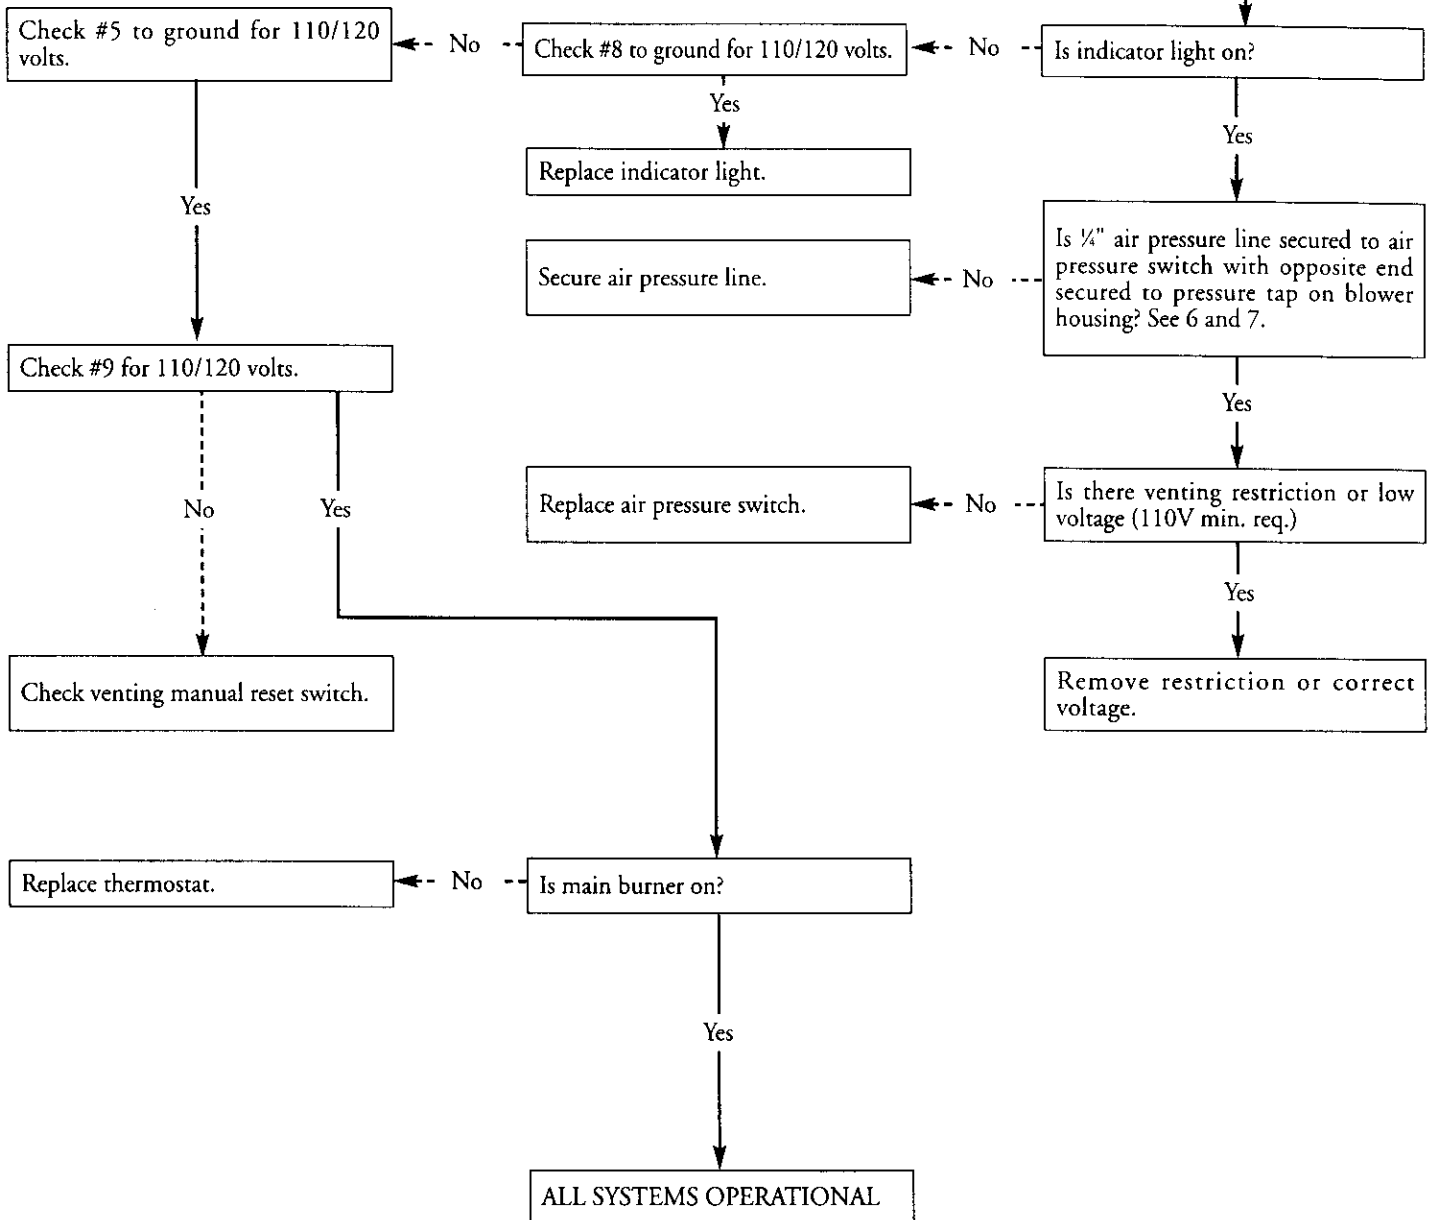 Check #5 to ground for 110/120
volts.
No
Check #8 to ground for 110/120 volts.
No
Is indicator light on?
Yes
Yes
Replace indicator light.
Yes
Is ¼" air pressure line secured to air
pressure switch with opposite end
secured to pressure tap on blower
housing? See 6 and 7.
No
Secure air pressure line.
Check #9 for 110/120 volts.
Yes
Is there venting restriction or low
voltage (110V min. req.)
No
Replace air pressure switch.
No
Yes
Yes
Check venting manual reset switch.
Remove restriction or correct
voltage.
Replace thermostat.
No
Is main burner on?
Yes
ALL SYSTEMS OPERATIONAL